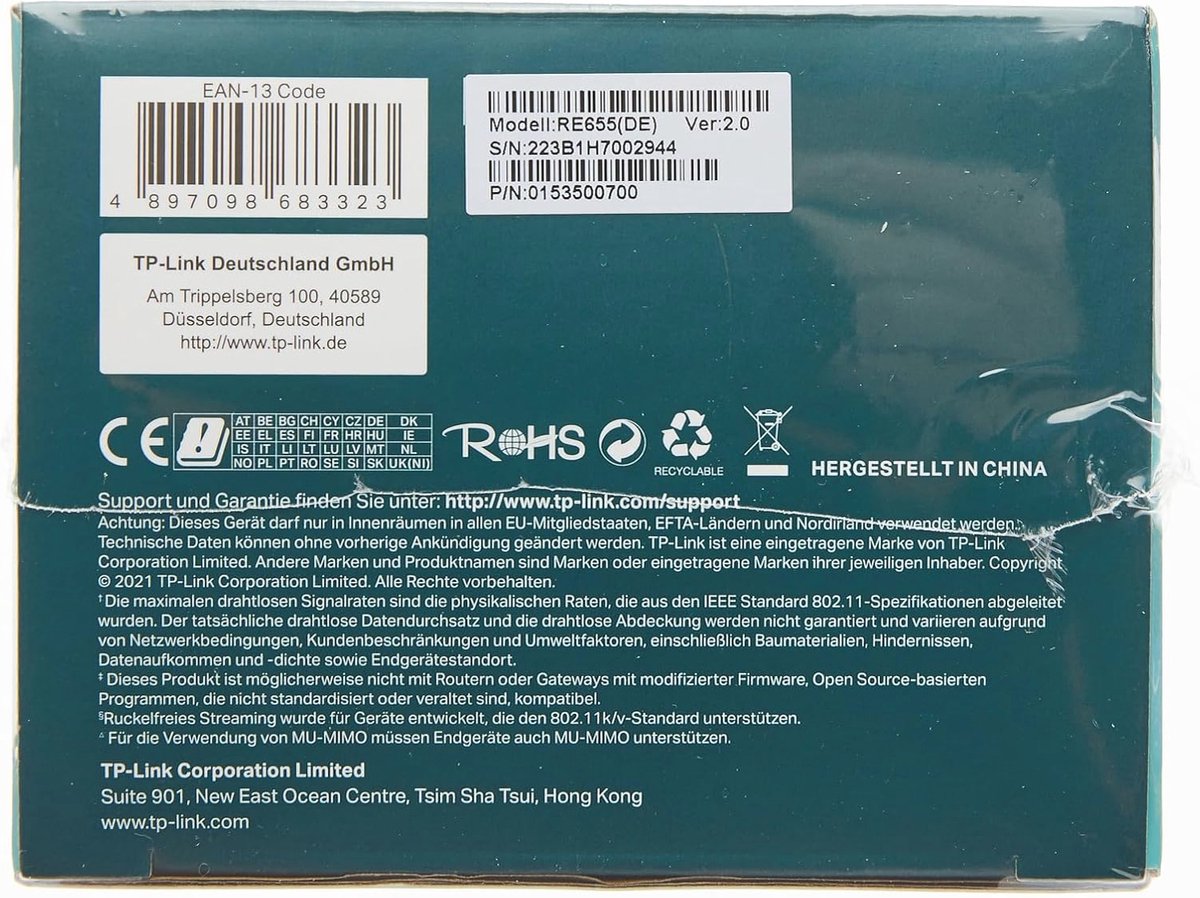 EAN-13 Code
4 897098 683323
Modell:RE655(DE) Ver:2.0
S/N:223B1H7002944
P/N:0153500700
TP-Link Deutschland GmbH
Am Trippelsberg 100, 40589
Düsseldorf, Deutschland
http://www.tp-link.de
CE
AT BE BG CH CY CZ DE DK
EE EL ES FI FR HR HU IE
IS IT LI LT LU LV MT NL
NO PL PT RO SE SI SK UK(NI)
RoHS
RECYCLABLE
HERGESTELLT IN CHINA
Support und Garantie finden Sie unter: http://www.tp-link.com/support
Achtung: Dieses Gerät darf nur in Innenräumen in allen EU-Mitgliedstaaten, EFTA-Ländern und Nordirland verwendet werden.
Technische Daten können ohne vorherige Ankündigung geändert werden. TP-Link ist eine eingetragene Marke von TP-Link
Corporation Limited. Andere Marken und Produktnamen sind Marken oder eingetragene Marken ihrer jeweiligen Inhaber. Copyright
© 2021 TP-Link Corporation Limited. Alle Rechte vorbehalten.
†Die maximalen drahtlosen Signalraten sind die physikalischen Raten, die aus den IEEE Standard 802.11-Spezifikationen abgeleitet
wurden. Der tatsächliche drahtlose Datendurchsatz und die drahtlose Abdeckung werden nicht garantiert und variieren aufgrund
von Netzwerkbedingungen, Kundenbeschränkungen und Umweltfaktoren, einschließlich Baumaterialien, Hindernissen,
Datenaufkommen und -dichte sowie Endgerätestandort.
‡ Dieses Produkt ist möglicherweise nicht mit Routern oder Gateways mit modifizierter Firmware, Open Source-basierten
Programmen, die nicht standardisiert oder veraltet sind, kompatibel.
§Ruckelfreies Streaming wurde für Geräte entwickelt, die den 802.11k/v-Standard unterstützen.
△ Für die Verwendung von MU-MIMO müssen Endgeräte auch MU-MIMO unterstützen.
TP-Link Corporation Limited
Suite 901, New East Ocean Centre, Tsim Sha Tsui, Hong Kong
www.tp-link.com